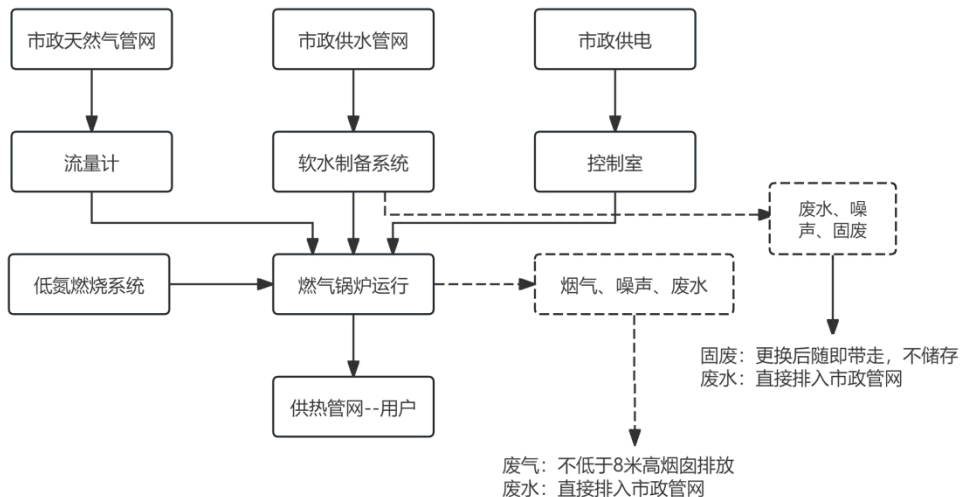 市政天然气管网
市政供水管网
市政供电
流量计
软水制备系统
控制室
废水、噪
声、固废
低氮燃烧系统
燃气锅炉运行
烟气、噪声、废水
固废：更换后随即带走，不储存
废水：直接排入市政管网
供热管网--用户
废气：不低于8米高烟囱排放
废水：直接排入市政管网